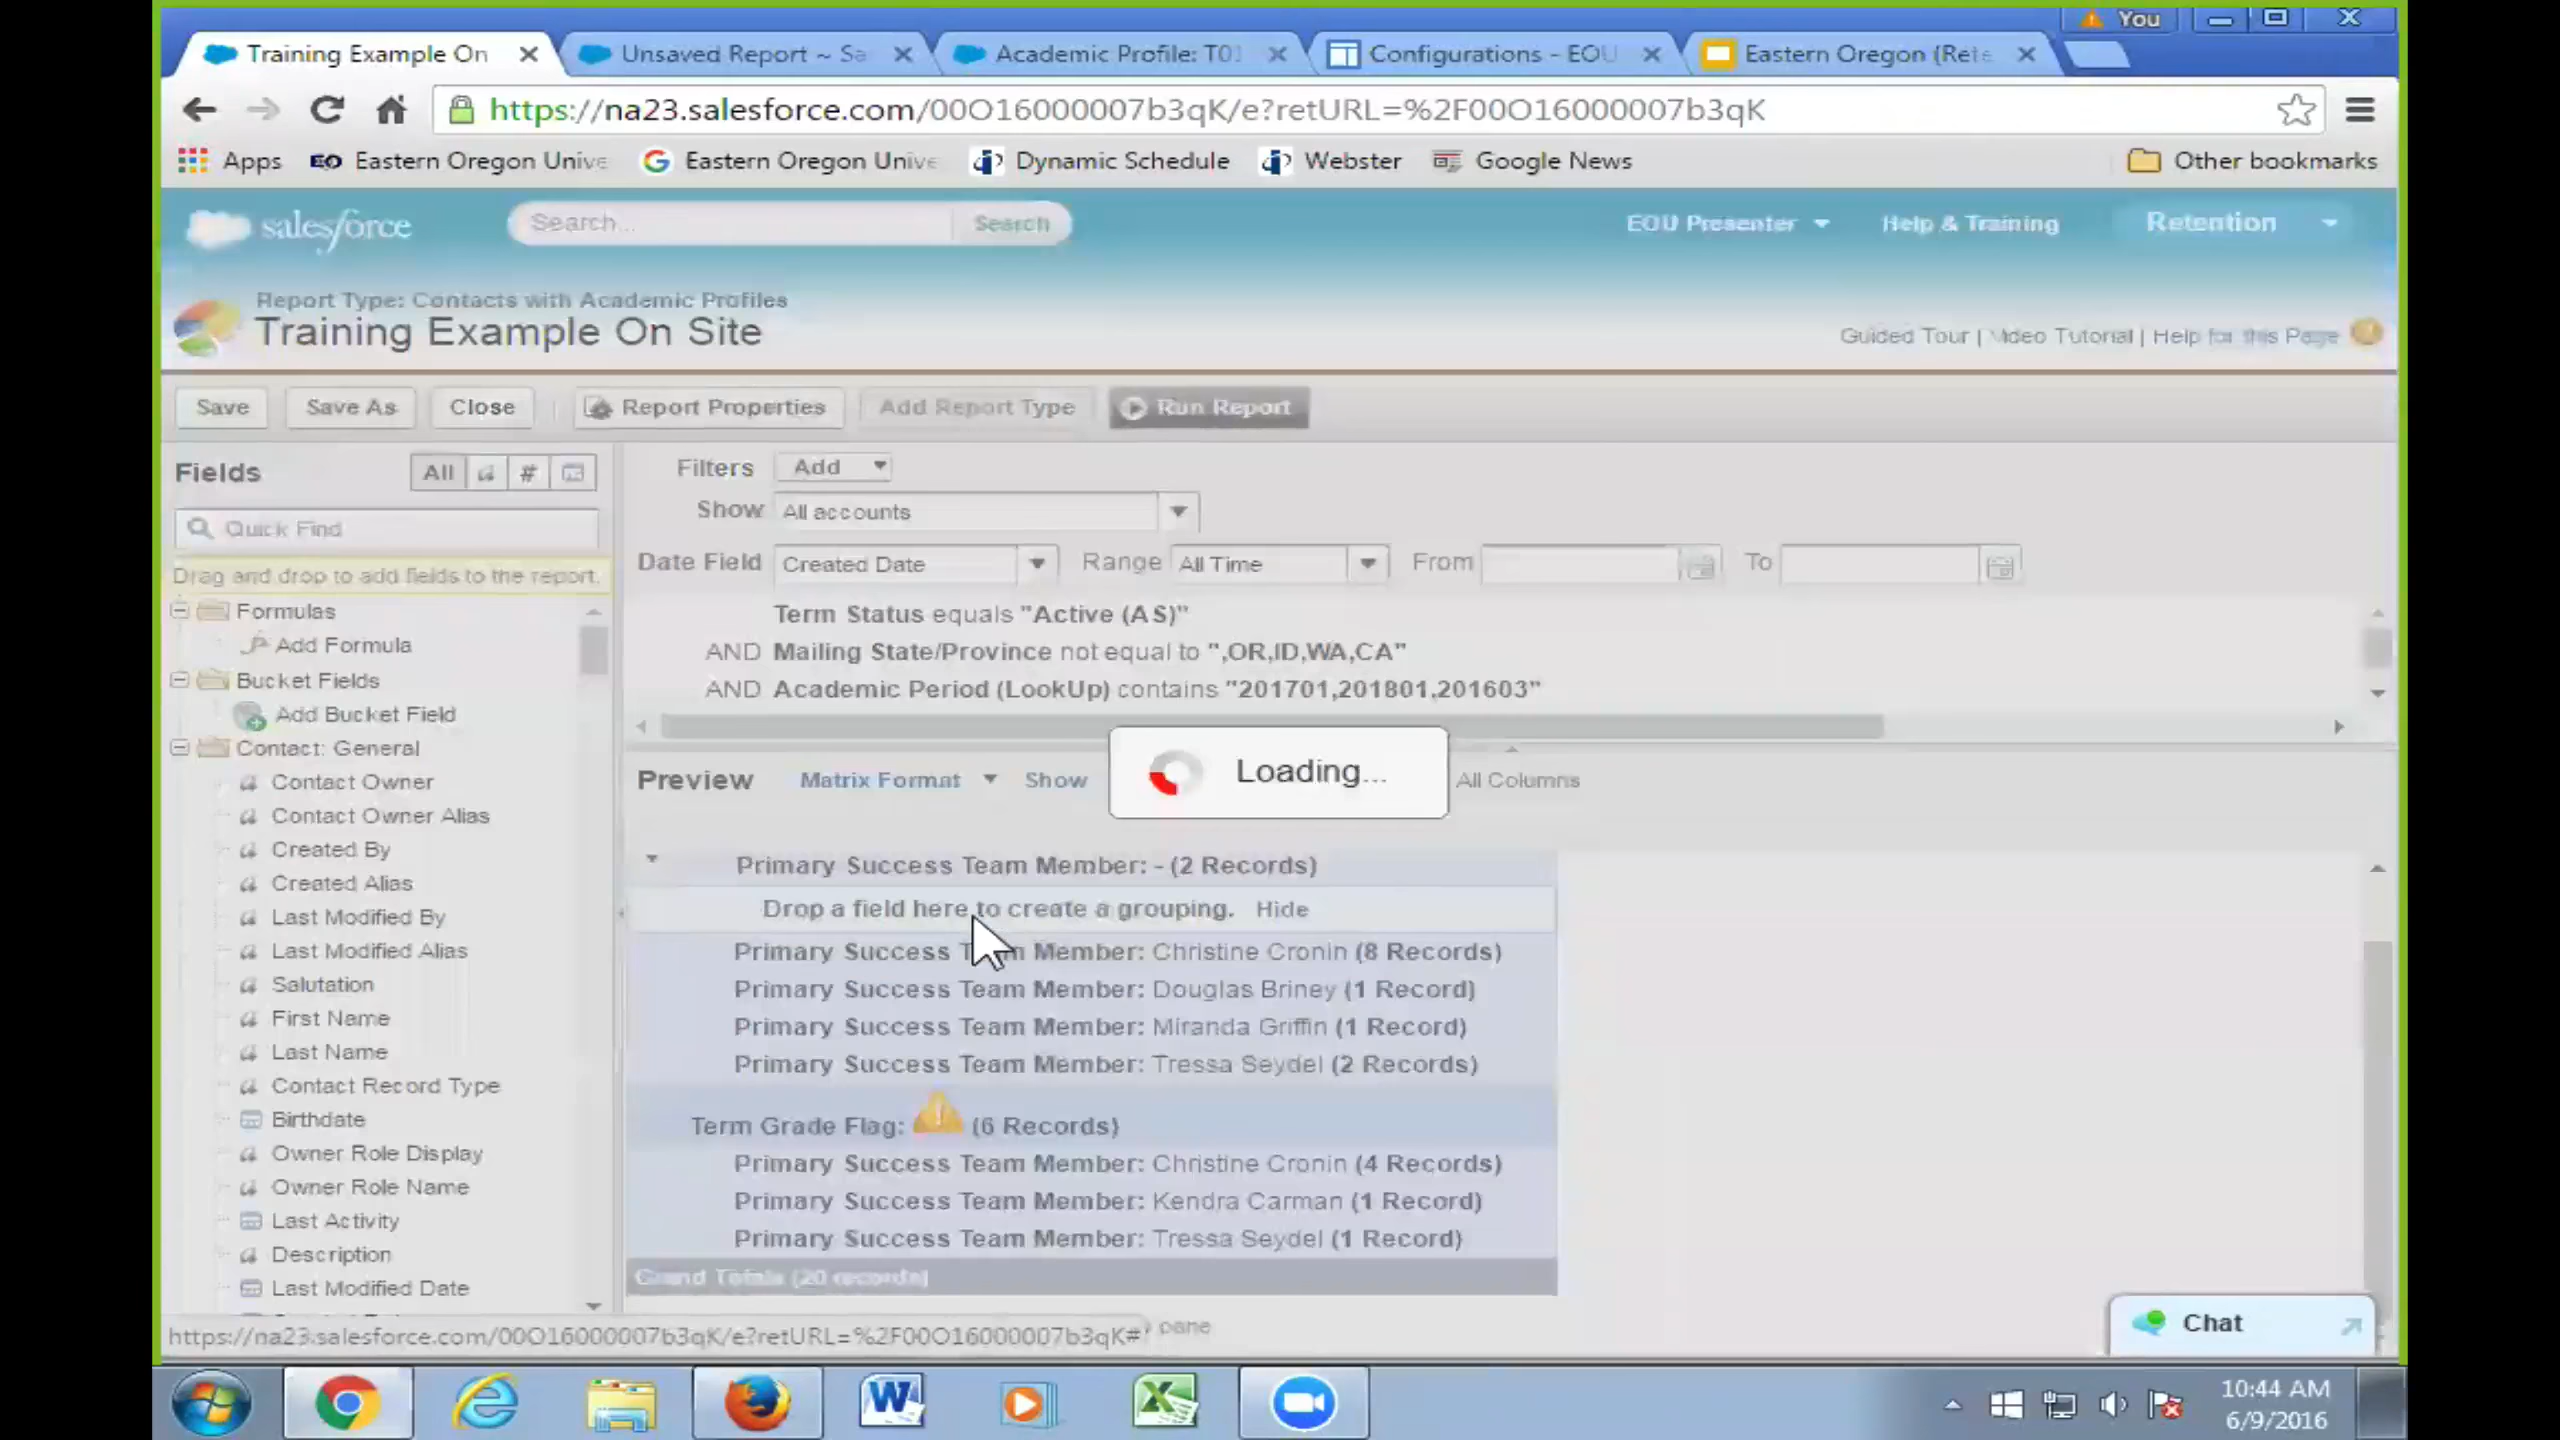 You
Training Example On
Unsaved Report ~ Sa
Academic Profile: T01
Configurations - EOU
Eastern Oregon (Rete
https://na23.salesforce.com/00O16000007b3qK/e?retURL=%2F00O16000007b3qK
Apps
Eastern Oregon Unive
Eastern Oregon Unive
Dynamic Schedule
Webster
Google News
Other bookmarks
salesforce
Search...
Search
EOU Presenter
Help & Training
Retention
Report Type: Contacts with Academic Profiles
Training Example On Site
Guided Tour | Video Tutorial | Help for this Page
Save
Save As
Close
Report Properties
Add Report Type
Run Report
Fields
All
#
Quick Find
Drag and drop to add fields to the report.
Formulas
Add Formula
Bucket Fields
Add Bucket Field
Contact: General
Contact Owner
Contact Owner Alias
Created By
Created Alias
Last Modified By
Last Modified Alias
Salutation
First Name
Last Name
Contact Record Type
Birthdate
Owner Role Display
Owner Role Name
Last Activity
Description
Last Modified Date
Filters
Add
Show
All accounts
Date Field
Created Date
Range
All Time
From
To
Term Status equals "Active (AS)"
AND Mailing State/Province not equal to ",OR,ID,WA,CA"
AND Academic Period (LookUp) contains "201701,201801,201603"
Loading...
Preview
Matrix Format
Show
All Columns
Primary Success Team Member: - (2 Records)
Drop a field here to create a grouping. Hide
Primary Success Team Member: Christine Cronin (8 Records)
Primary Success Team Member: Douglas Briney (1 Record)
Primary Success Team Member: Miranda Griffin (1 Record)
Primary Success Team Member: Tressa Seydel (2 Records)
Term Grade Flag: (6 Records)
Primary Success Team Member: Christine Cronin (4 Records)
Primary Success Team Member: Kendra Carman (1 Record)
Primary Success Team Member: Tressa Seydel (1 Record)
Grand Totals (20 records)
https://na23.salesforce.com/00O16000007b3qK/e?retURL=%2F00O16000007b3qK#
pane
Chat
10:44 AM
6/9/2016